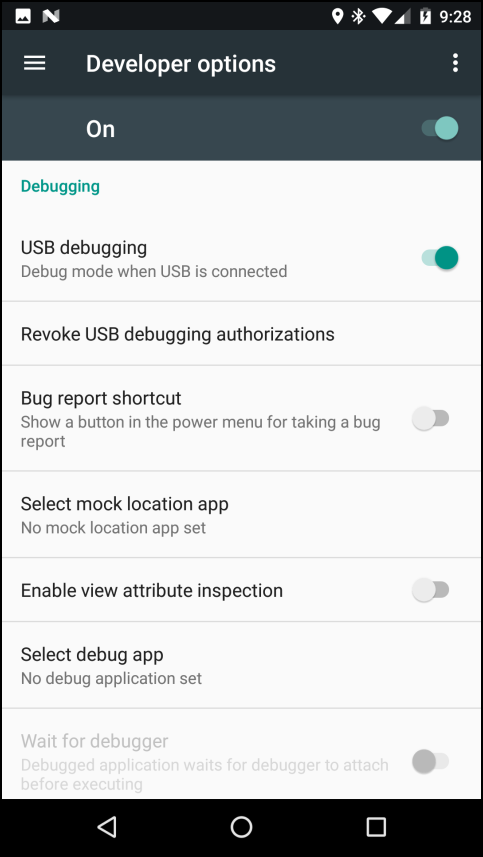 9:28
Developer options
On
Debugging
USB debugging
Debug mode when USB is connected
Revoke USB debugging authorizations
Bug report shortcut
Show a button in the power menu for taking a bug
report
Select mock location app
No mock location app set
Enable view attribute inspection
Select debug app
No debug application set
Wait for debugger
Debugged application waits for debugger to attach
before executing